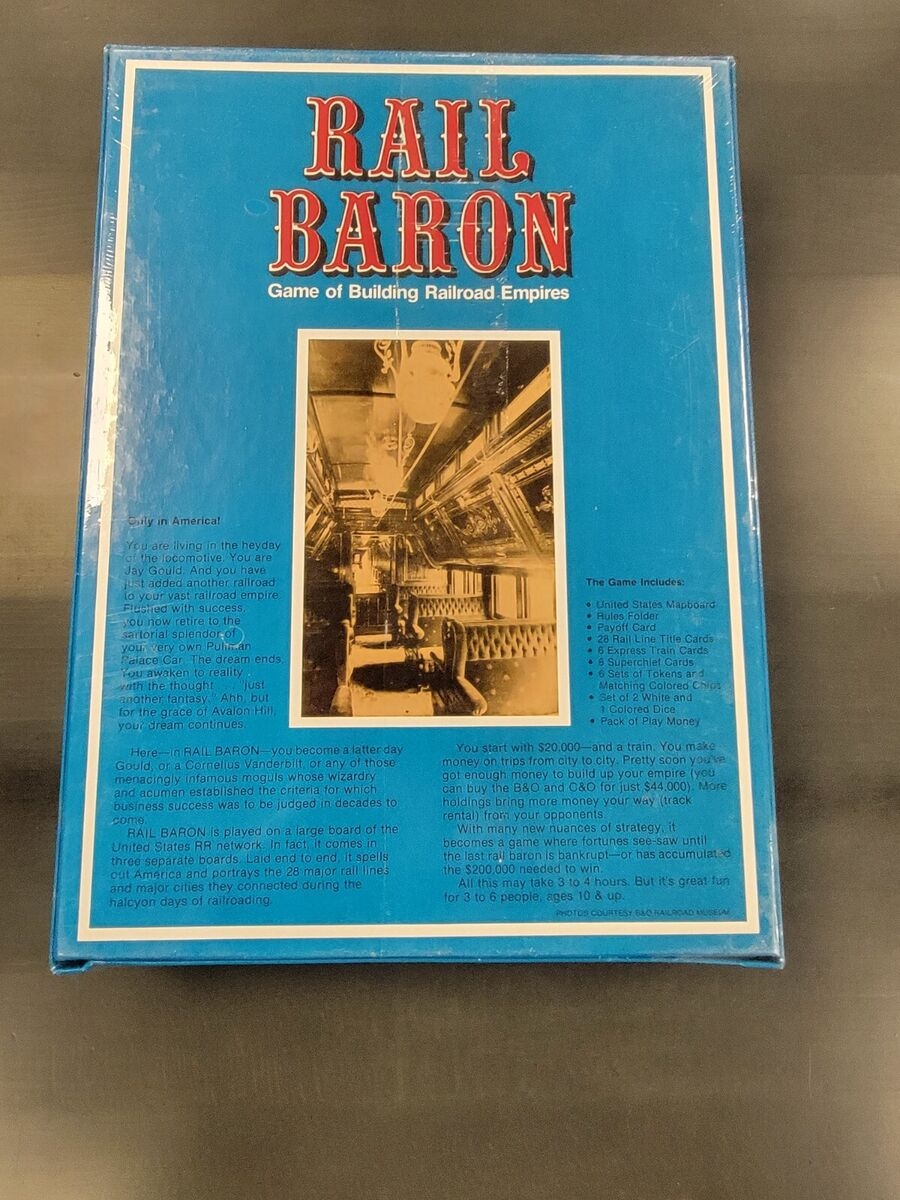 RAIL
BARON
Game of Building Railroad Empires
Only in America!
You are living in the heyday
of the locomotive. You are
Jay Gould. And you have
just added another railroad
to your vast railroad empire.
Flushed with success,
you now retire to the
sartorial splendor of
your very own Pullman
Palace Car. The dream ends.
You awaken to reality
with the thought . . . "just
another fantasy." Ahh, but
for the grace of Avalon Hill,
your dream continues.
The Game Includes:
• United States Mapboard
• Rules Folder
• Payoff Card
• 28 Rail Line Title Cards
• 6 Express Train Cards
• 6 Superchief Cards
• 6 Sets of Tokens and
Matching Colored Chips
• Set of 2 White and
1 Colored Dice
• Pack of Play Money
Here—in RAIL BARON—you become a latter day
Gould, or a Cornelius Vanderbilt, or any of those
menacingly infamous moguls whose wizardry
and acumen established the criteria for which
business success was to be judged in decades to
come.
RAIL BARON is played on a large board of the
United States RR network. In fact, it comes in
three separate boards. Laid end to end, it spells
out America and portrays the 28 major rail lines
and major cities they connected during the
halcyon days of railroading.
You start with $20,000—and a train. You make
money on trips from city to city. Pretty soon you've
got enough money to build up your empire (you
can buy the B&O and C&O for just $44,000). More
holdings bring more money your way (track
rental) from your opponents.
With many new nuances of strategy, it
becomes a game where fortunes see-saw until
the last rail baron is bankrupt—or has accumulated
the $200,000 needed to win.
All this may take 3 to 4 hours. But it's great fun
for 3 to 6 people, ages 10 & up.
PHOTOS COURTESY B&O RAILROAD MUSEUM